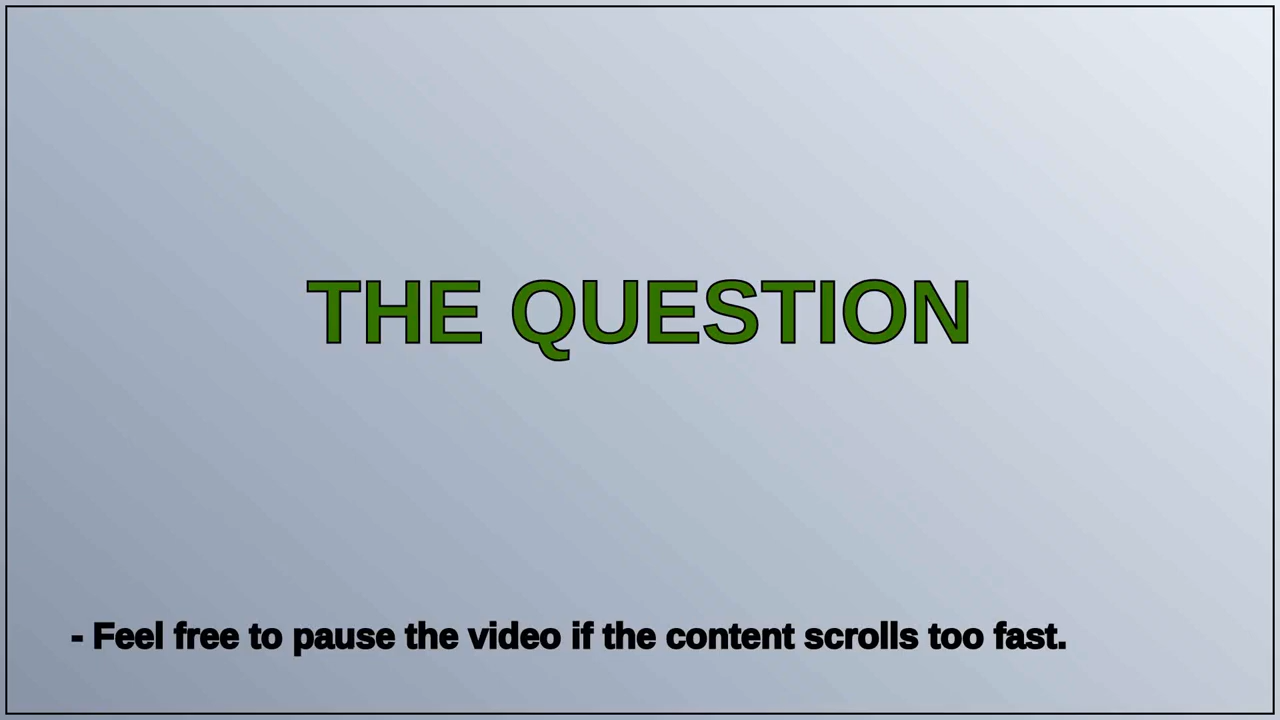 THE QUESTION
- Feel free to pause the video if the content scrolls too fast.